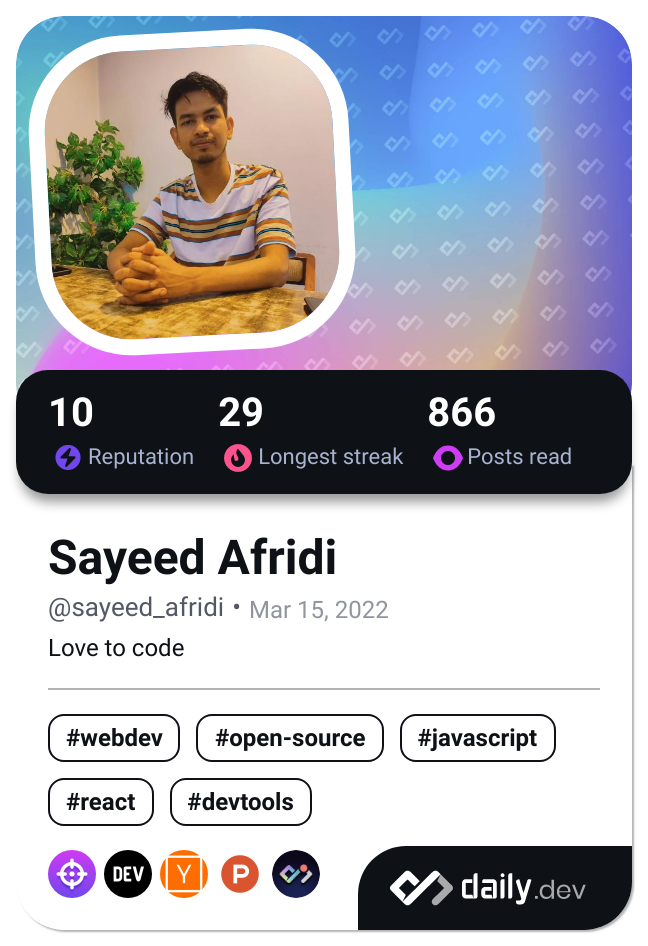 10 29 866
Reputation Longest streak Posts read
Sayeed Afridi
@sayeed_afridi • Mar 15, 2022
Love to code
#webdev #open-source #javascript
#react #devtools
DEV Y P
daily.dev